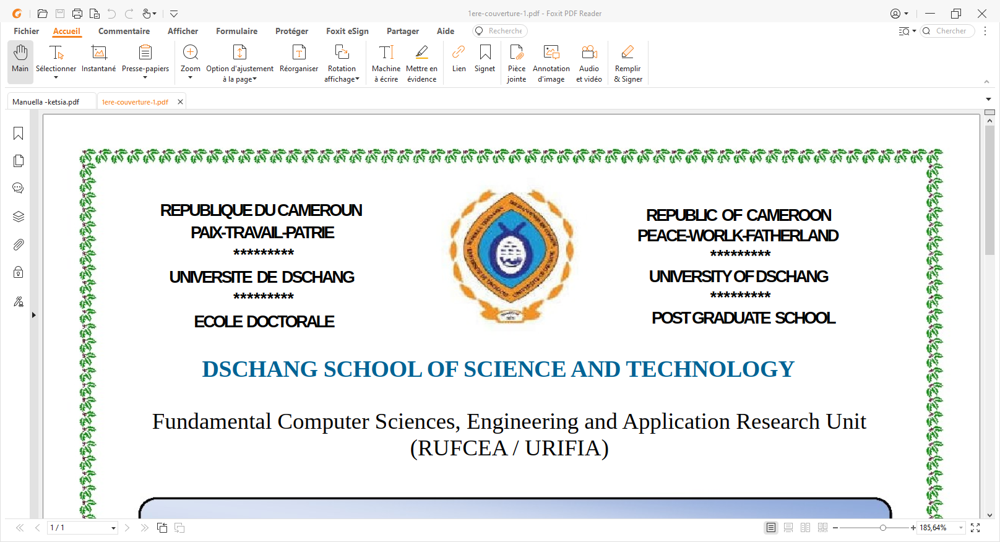 1ere-couverture-1.pdf - Foxit PDF Reader
Fichier Accueil Commentaire Afficher Formulaire Protéger Foxit eSign Partager Aide Recherche Chercher
Main Sélectionner Instantané Presse-papiers Zoom Option d'ajustement Réorganiser Rotation Machine Mettre en Lien Signet Pièce Annotation Audio Remplir
à la page affichage à écrire évidence jointe d'image et vidéo & Signer
Manuella -ketsia.pdf 1ere-couverture-1.pdf
REPUBLIQUE DU CAMEROUN
PAIX-TRAVAIL-PATRIE
*********
UNIVERSITE DE DSCHANG
*********
ECOLE DOCTORALE
REPUBLIC OF CAMEROON
PEACE-WORLK-FATHERLAND
*********
UNIVERSITY OF DSCHANG
*********
POST GRADUATE SCHOOL
DSCHANG SCHOOL OF SCIENCE AND TECHNOLOGY
Fundamental Computer Sciences, Engineering and Application Research Unit
(RUFCEA / URIFIA)
1 / 1 185,64%